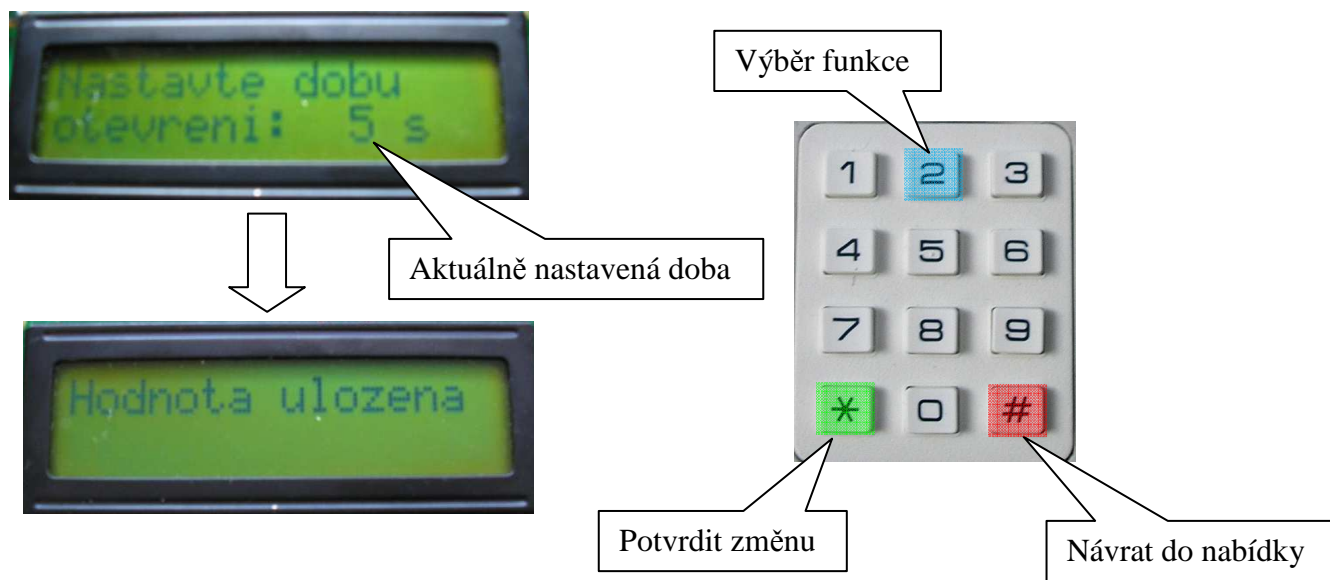 Nastavte dobu
otevreni: 5 s
Aktuálně nastavená doba
Hodnota ulozena
Výběr funkce
1 2 3
4 5 6
7 8 9
* 0 #
Potvrdit změnu
Návrat do nabídky